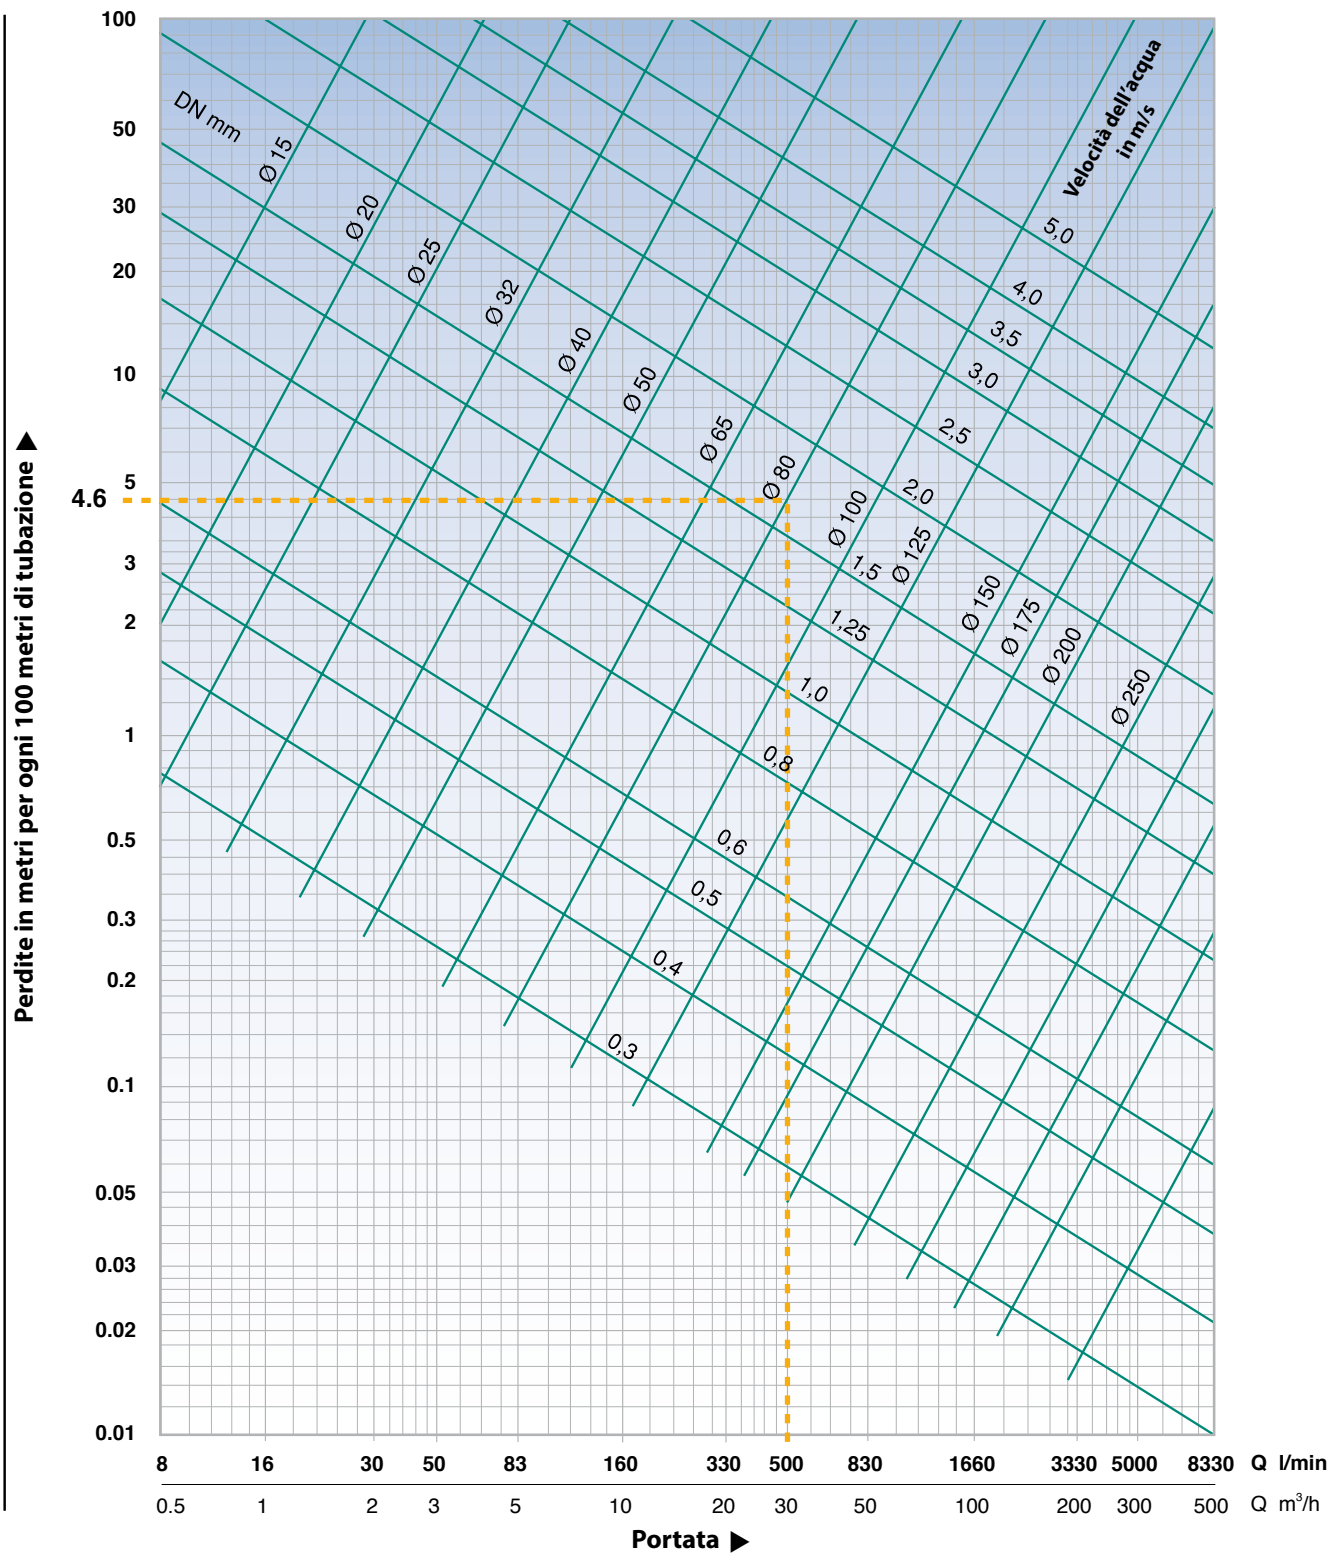 100
50
30
20
10
5
4.6
3
2
1
0.5
0.3
0.2
0.1
0.05
0.03
0.02
0.01
Perdite in metri per ogni 100 metri di tubazione ▶
DN mm
Ø 15
Ø 20
Ø 25
Ø 32
Ø 40
Ø 50
Ø 65
Ø 80
Ø 100
Ø 125
Ø 150
Ø 175
Ø 200
Ø 250
Velocità dell'acqua
in m/s
5,0
4,0
3,5
3,0
2,5
2,0
1,5
1,25
1,0
0,8
0,6
0,5
0,4
0,3
8 16 30 50 83 160 330 500 830 1660 3330 5000 8330 Q l/min
0.5 1 2 3 5 10 20 30 50 100 200 300 500 Q m³/h
Portata ▶